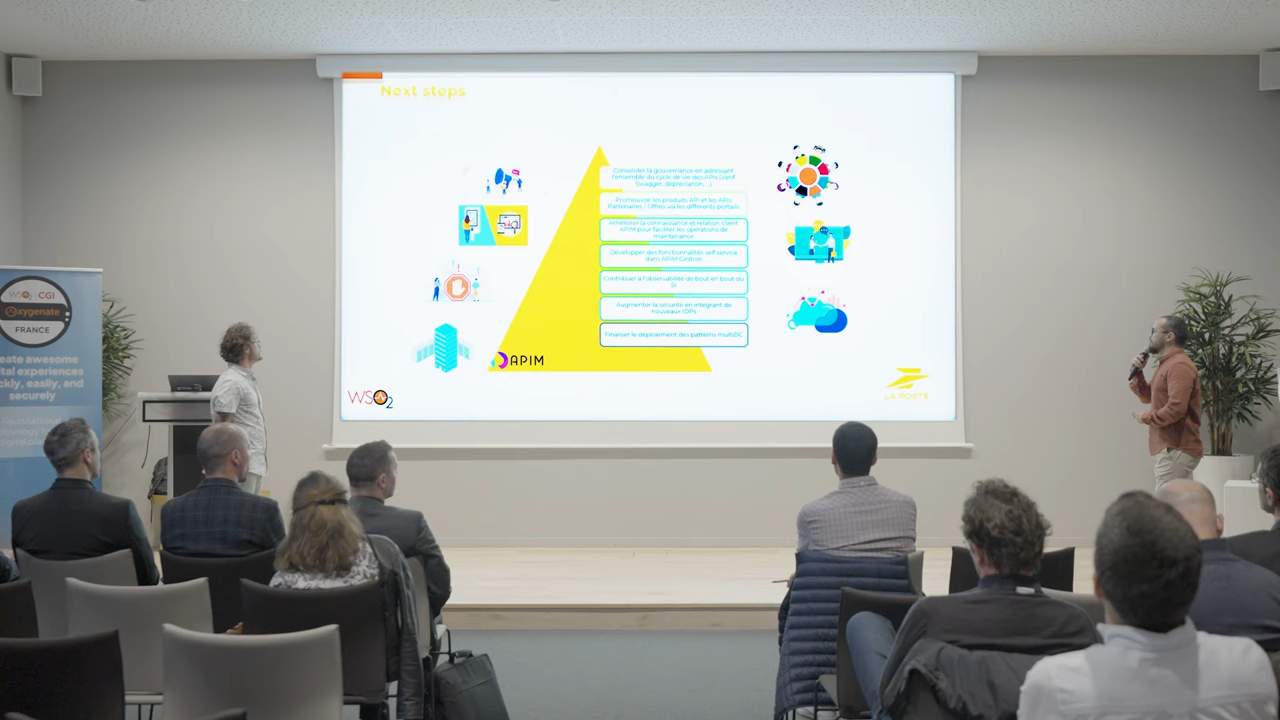 Next steps
Consolider la gouvernance en adressant
l'ensemble du cycle de vie des APIs (Verif
Swagger, dépréciation, ...)
Promouvoir les produits API et les APIs
Partenaires / Offres via les différents portails
Améliorer la connaissance et relation client
APIM pour faciliter les opérations de
maintenance
Développer des fonctionnalités self service
dans APIM Gestion
Contribuer à l'observabilité de bout en bout du
SI
Augmenter la sécurité en intégrant de
nouveaux IDPs
Finaliser le déploiement des patterns multiDC
APIM
WSO2
LA POSTE
WSO2 CGI
Oxygenate
FRANCE
eate awesome
ital experiences
ckly, easily, and
securely
Foundational